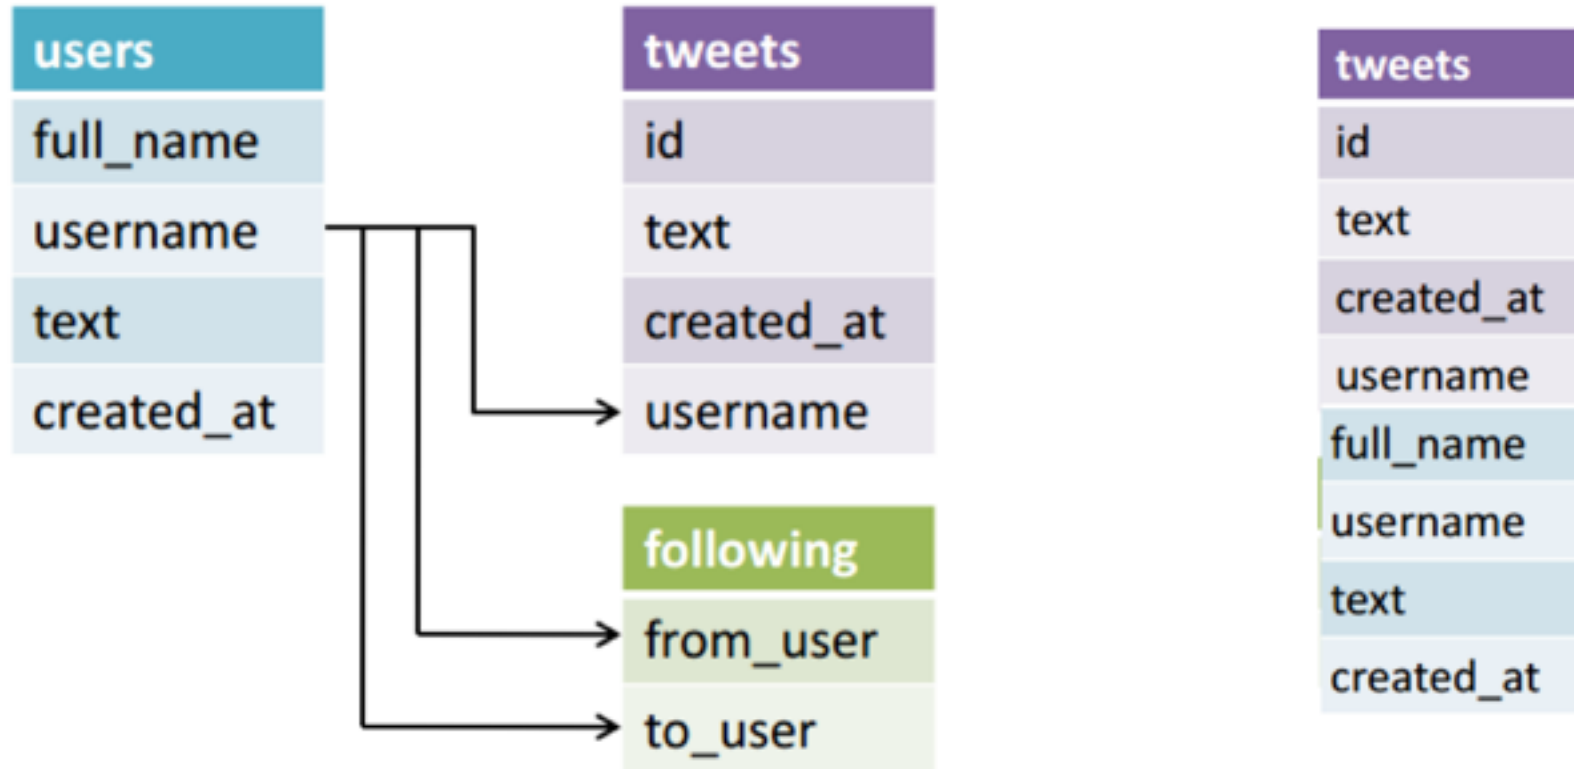 users
full_name
username
text
created_at
tweets
id
text
created_at
username
following
from_user
to_user
tweets
id
text
created_at
username
full_name
username
text
created_at